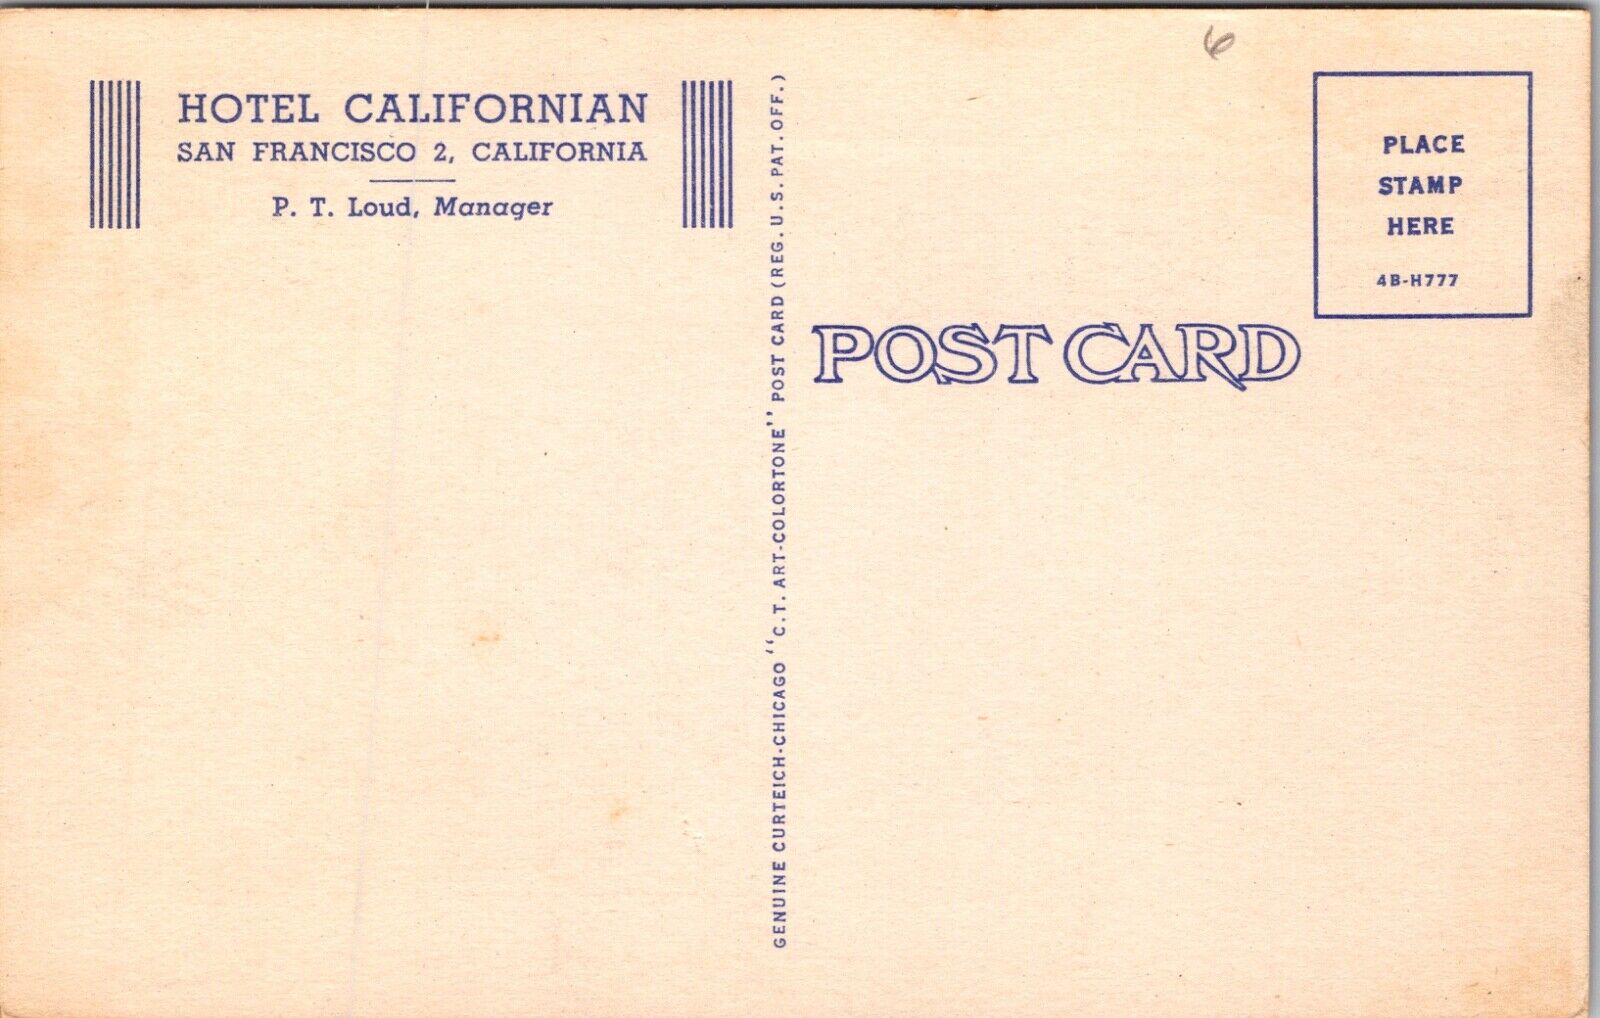 HOTEL CALIFORNIAN
SAN FRANCISCO 2, CALIFORNIA
P. T. Loud, Manager
GENUINE CURTEICH-CHICAGO "C.T. ART-COLORTONE" POST CARD (REG. U.S. PAT. OFF.)
6
PLACE
STAMP
HERE
4B-H777
POST CARD